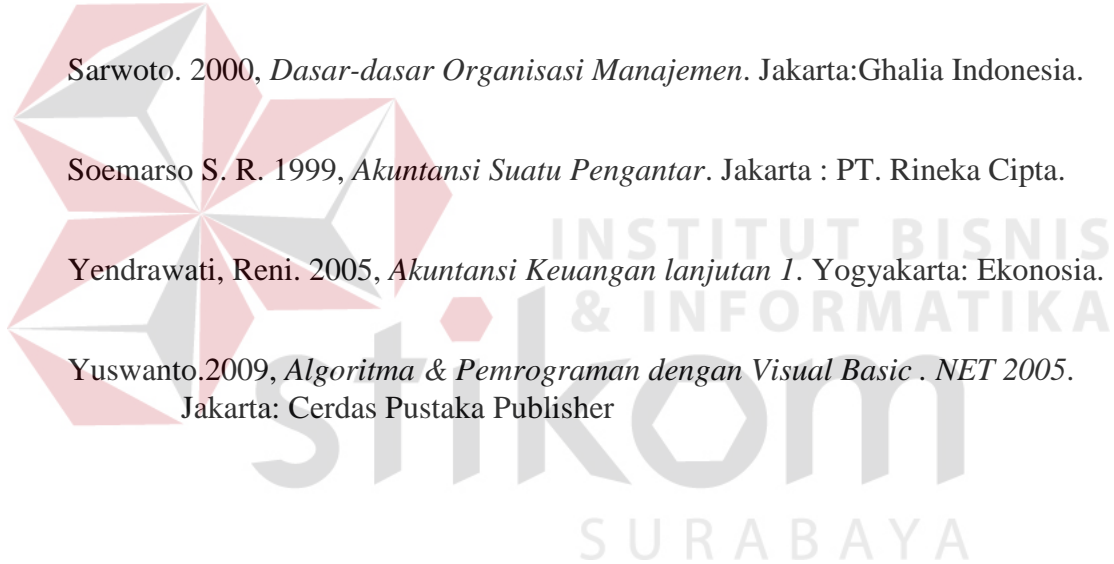 Sarwoto. 2000, Dasar-dasar Organisasi Manajemen. Jakarta:Ghalia Indonesia.
Soemarso S. R. 1999, Akuntansi Suatu Pengantar. Jakarta : PT. Rineka Cipta.
INSTITUT BISNIS
Yendrawati, Reni. 2005, Akuntansi Keuangan lanjutan 1. Yogyakarta: Ekonosia.
& INFORMATIKA
stikom
Yuswanto.2009, Algoritma & Pemrograman dengan Visual Basic . NET 2005.
Jakarta: Cerdas Pustaka Publisher
SURABAYA